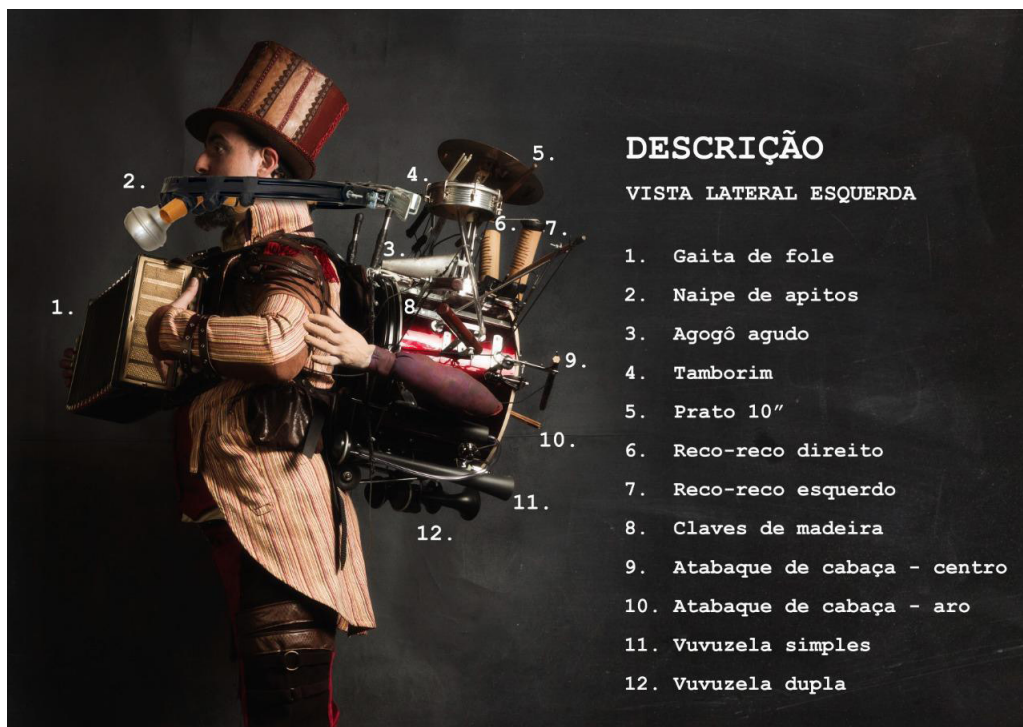 DESCRIÇÃO
VISTA LATERAL ESQUERDA
1. Gaita de fole
2. Naipe de apitos
3. Agogô agudo
4. Tamborim
5. Prato 10″
6. Reco-reco direito
7. Reco-reco esquerdo
8. Claves de madeira
9. Atabaque de cabaça - centro
10. Atabaque de cabaça - aro
11. Vuvuzela simples
12. Vuvuzela dupla
1.
2.
3.
4.
5.
6.
7.
8.
9.
10.
11.
12.